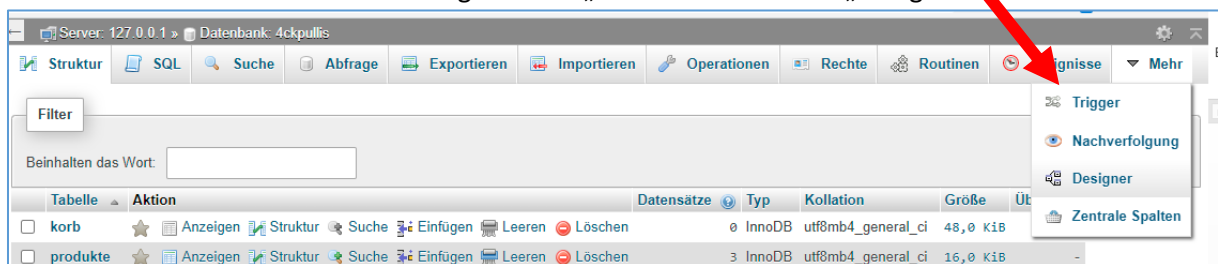 Server: 127.0.0.1 » Datenbank: 4ckpullis
Struktur SQL Suche Abfrage Exportieren Importieren Operationen Rechte Routinen ignisse Mehr
Trigger
Filter
Nachverfolgung
Beinhalten das Wort:
Designer
Tabelle Aktion Datensätze Typ Kollation Größe Üb
Zentrale Spalten
korb Anzeigen Struktur Suche Einfügen Leeren Löschen 0 InnoDB utf8mb4_general_ci 48,0 KiB
produkte Anzeigen Struktur Suche Einfügen Leeren Löschen 3 InnoDB utf8mb4_general_ci 16,0 KiB -